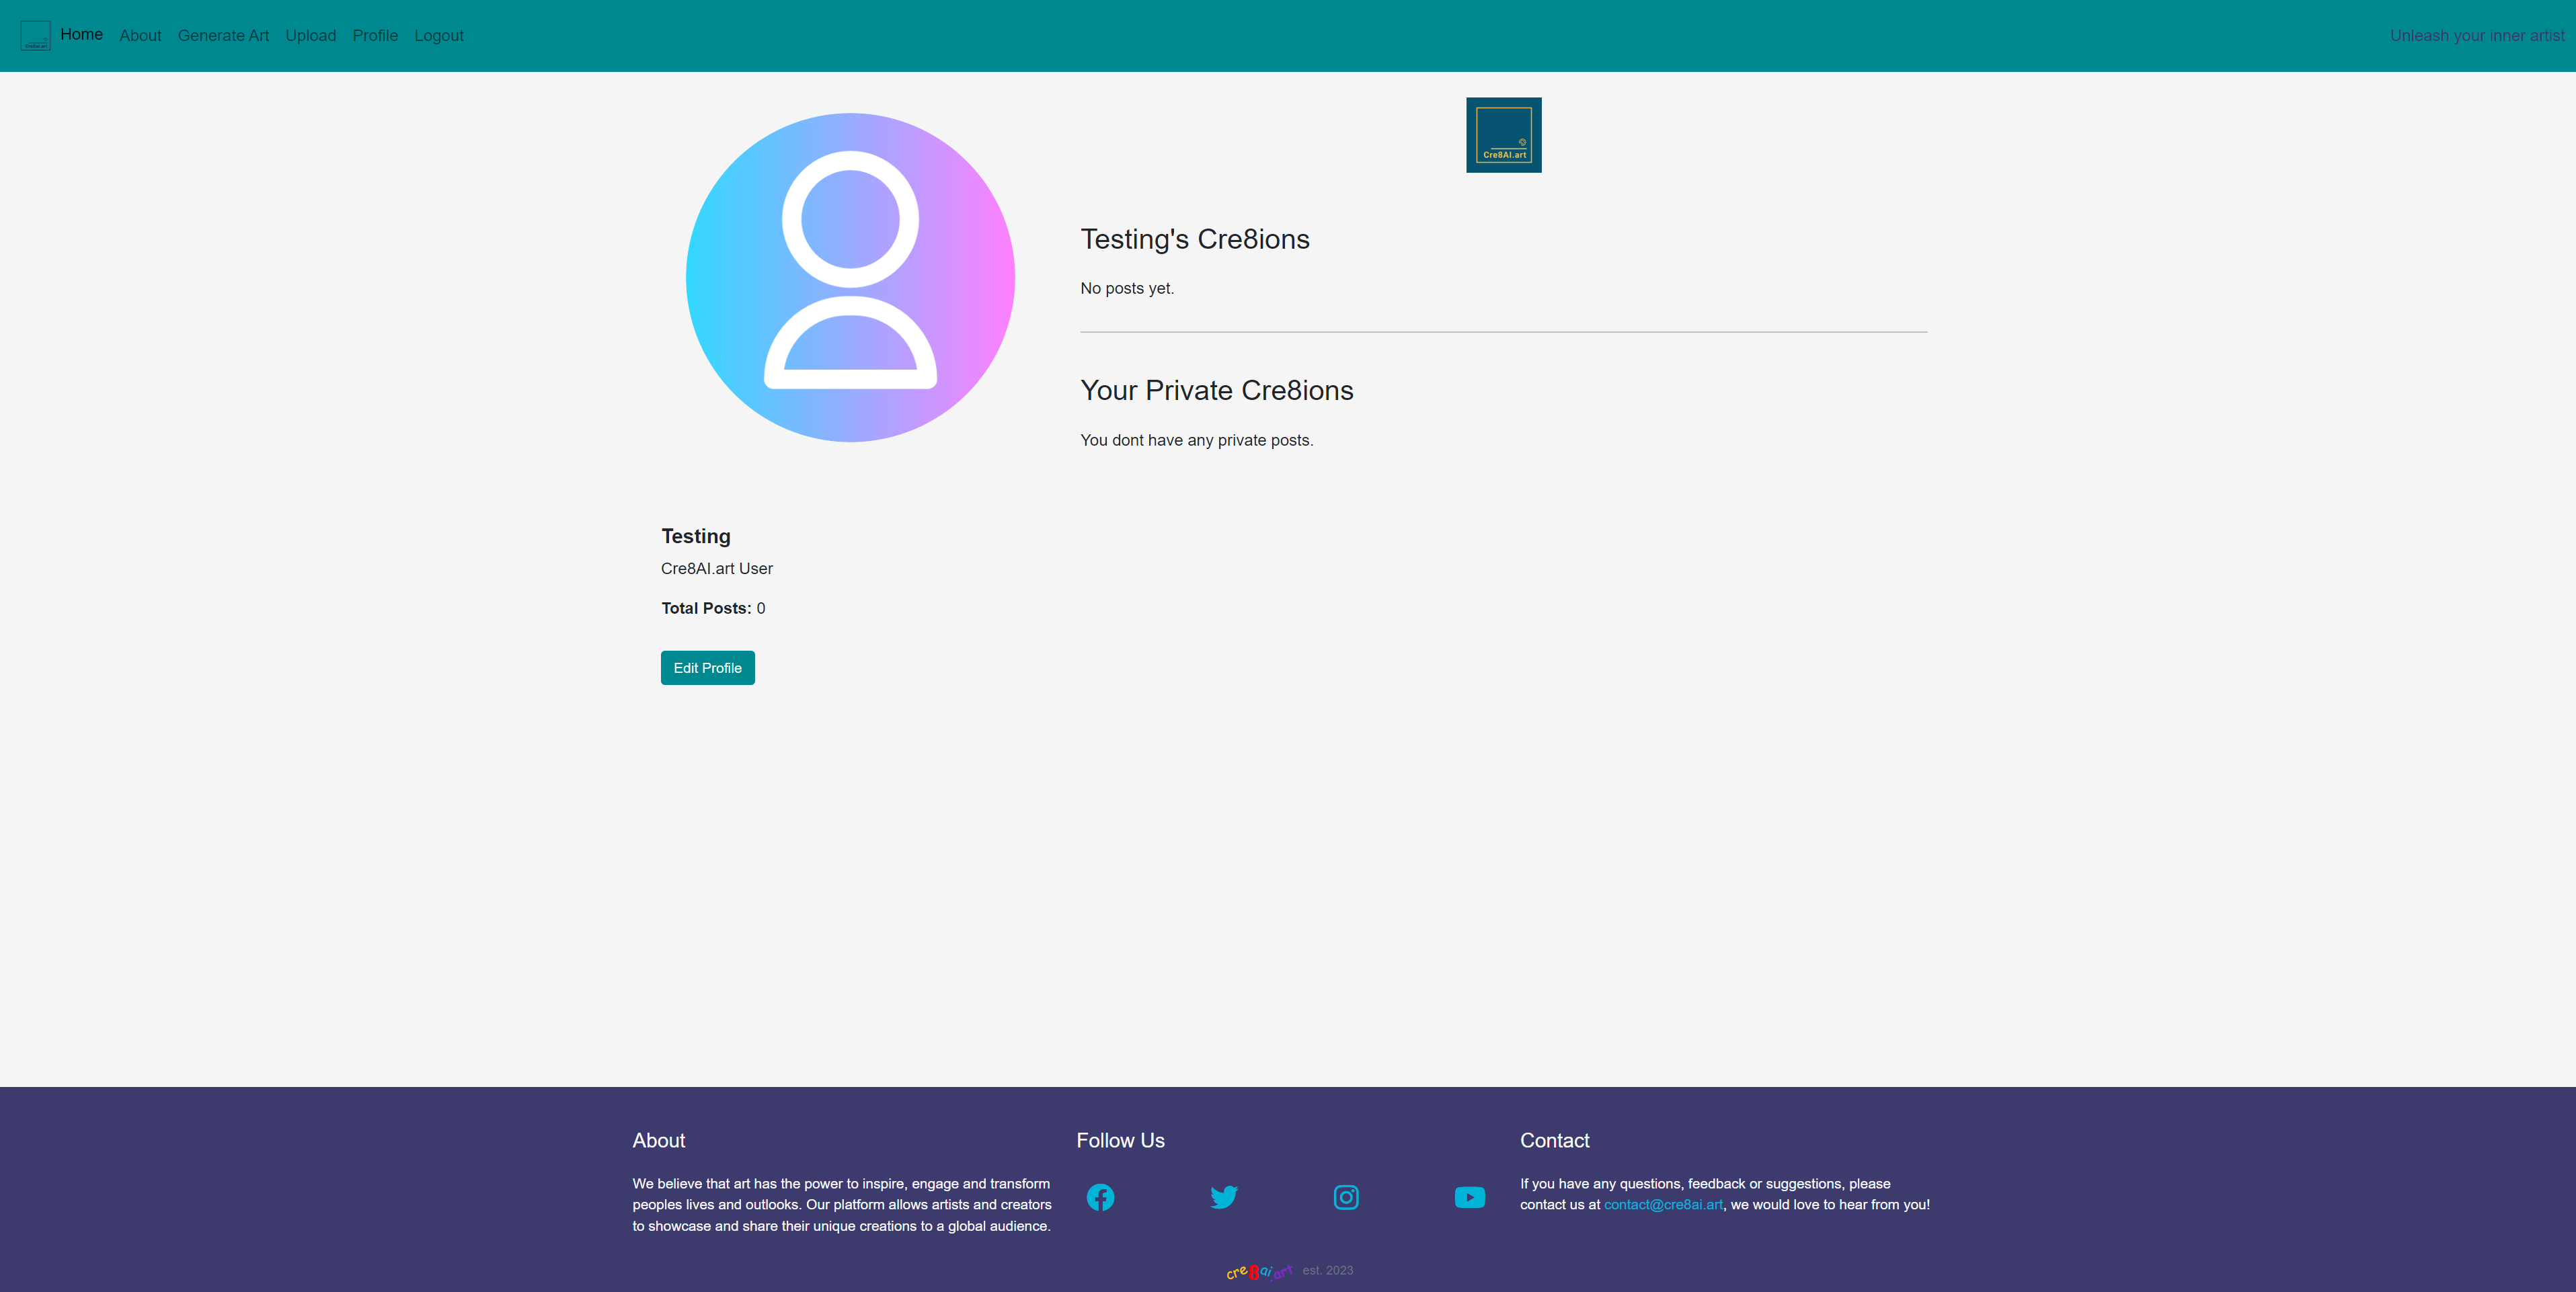 Cre8AI.art Home About Generate Art Upload Profile Logout Unleash your inner artist
Cre8AI.art
Testing's Cre8ions
No posts yet.
Your Private Cre8ions
You dont have any private posts.
Testing
Cre8AI.art User
Total Posts: 0
Edit Profile
About
We believe that art has the power to inspire, engage and transform
peoples lives and outlooks. Our platform allows artists and creators
to showcase and share their unique creations to a global audience.
Follow Us
Contact
If you have any questions, feedback or suggestions, please
contact us at contact@cre8ai.art, we would love to hear from you!
cre8ai.art est. 2023